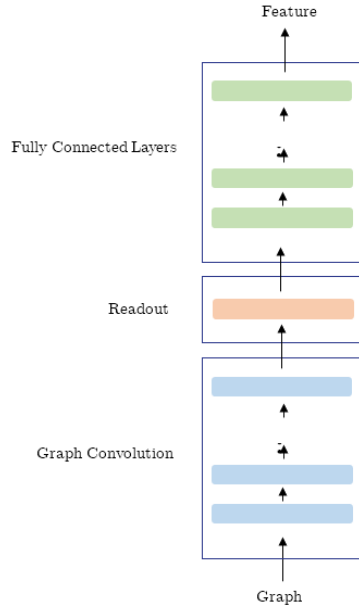 Feature
Fully Connected Layers
Readout
Graph Convolution
Graph